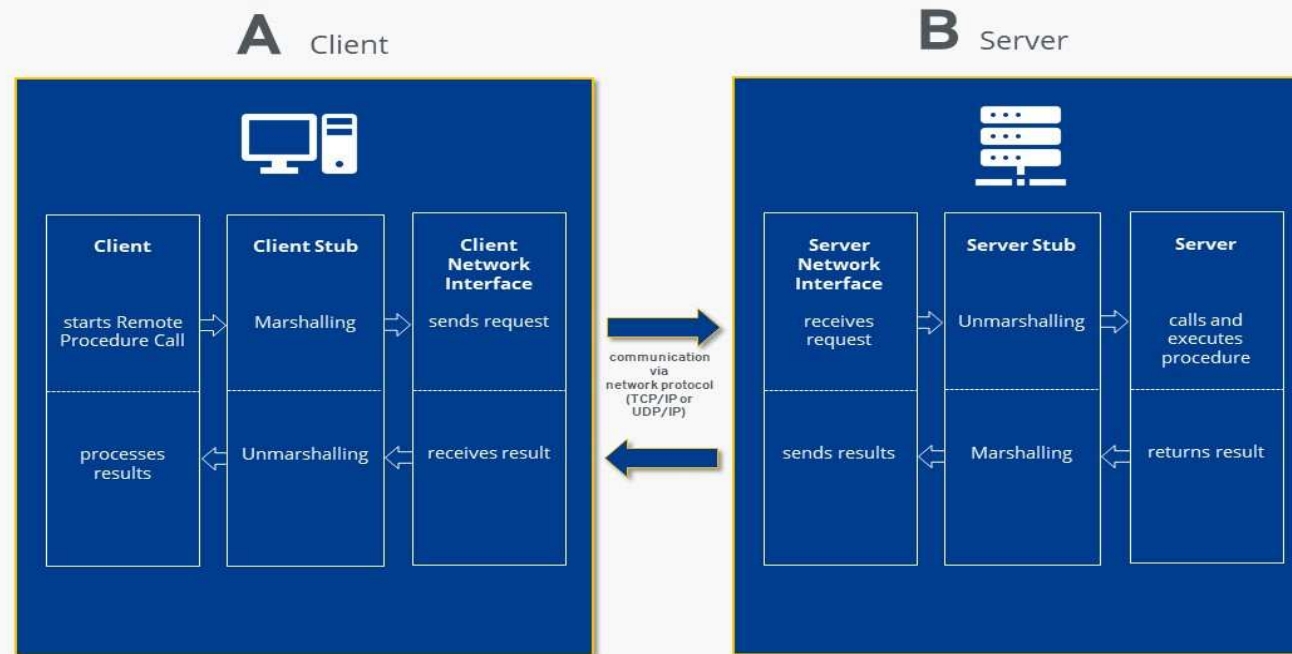 A Client
B Server
Client
starts Remote
Procedure Call
processes
results
Client Stub
Marshalling
Unmarshalling
Client
Network
Interface
sends request
receives result
communication
via
network protocol
(TCP/IP or
UDP/IP)
Server
Network
Interface
receives
request
sends results
Server Stub
Unmarshalling
Marshalling
Server
calls and
executes
procedure
returns result